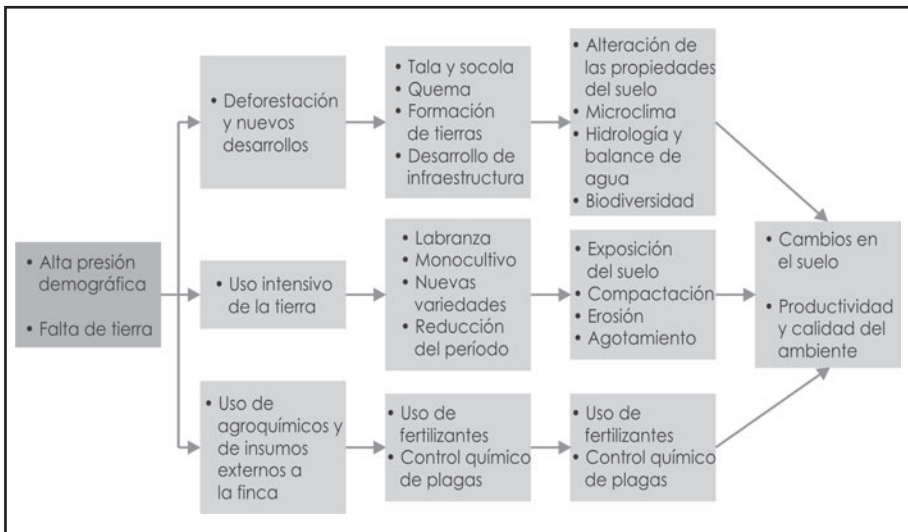 • Alta presión
demográfica
• Falta de tierra
• Deforestación
y nuevos
desarrollos
• Tala y socola
• Quema
• Formación
de tierras
• Desarrollo de
infraestructura
• Alteración de
las propiedades
del suelo
• Microclima
• Hidrología y
balance de
agua
• Biodiversidad
• Uso intensivo
de la tierra
• Labranza
• Monocultivo
• Nuevas
variedades
• Reducción
del período
• Exposición
del suelo
• Compactación
• Erosión
• Agotamiento
• Uso de
agroquímicos y
de insumos
externos a
la finca
• Uso de
fertilizantes
• Control químico
de plagas
• Uso de
fertilizantes
• Control químico
de plagas
• Cambios en
el suelo
• Productividad
y calidad del
ambiente